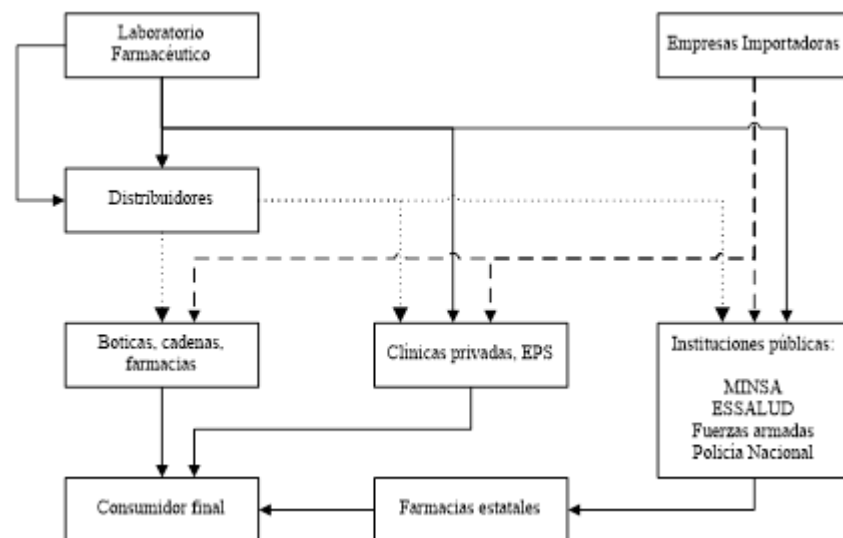 Laboratorio
Farmacéutico
Empresas Importadoras
Distribuidores
Boticas, cadenas,
farmacias
Clínicas privadas, EPS
Instituciones públicas:
MINSA
ESSALUD
Fuerzas armadas
Policía Nacional
Consumidor final
Farmacias estatales